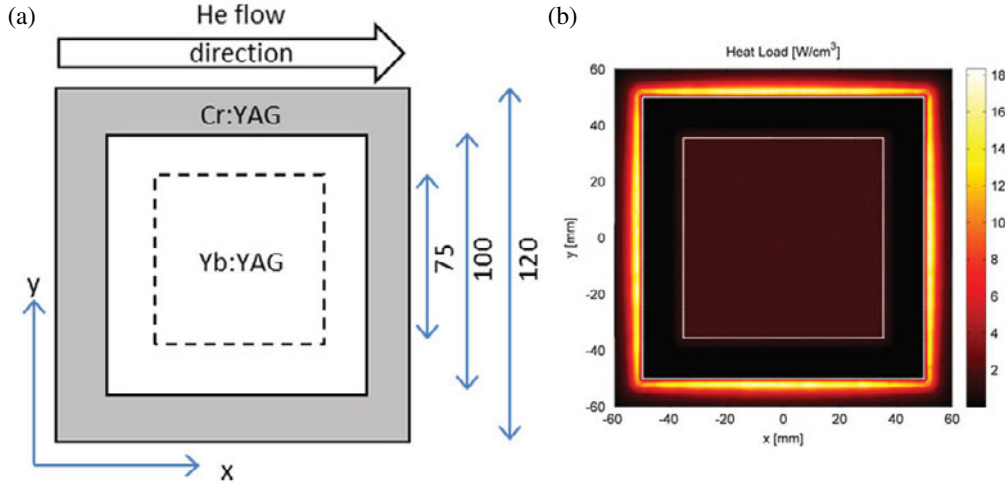 (a)
He flow
direction
Cr:YAG
Yb:YAG
75
100
120
y
x
(b)
Heat Load [W/cm³]
60
40
20
0
-20
-40
-60
y [mm]
-60 -40 -20 0 20 40 60
x [mm]
18
16
14
12
10
8
6
4
2